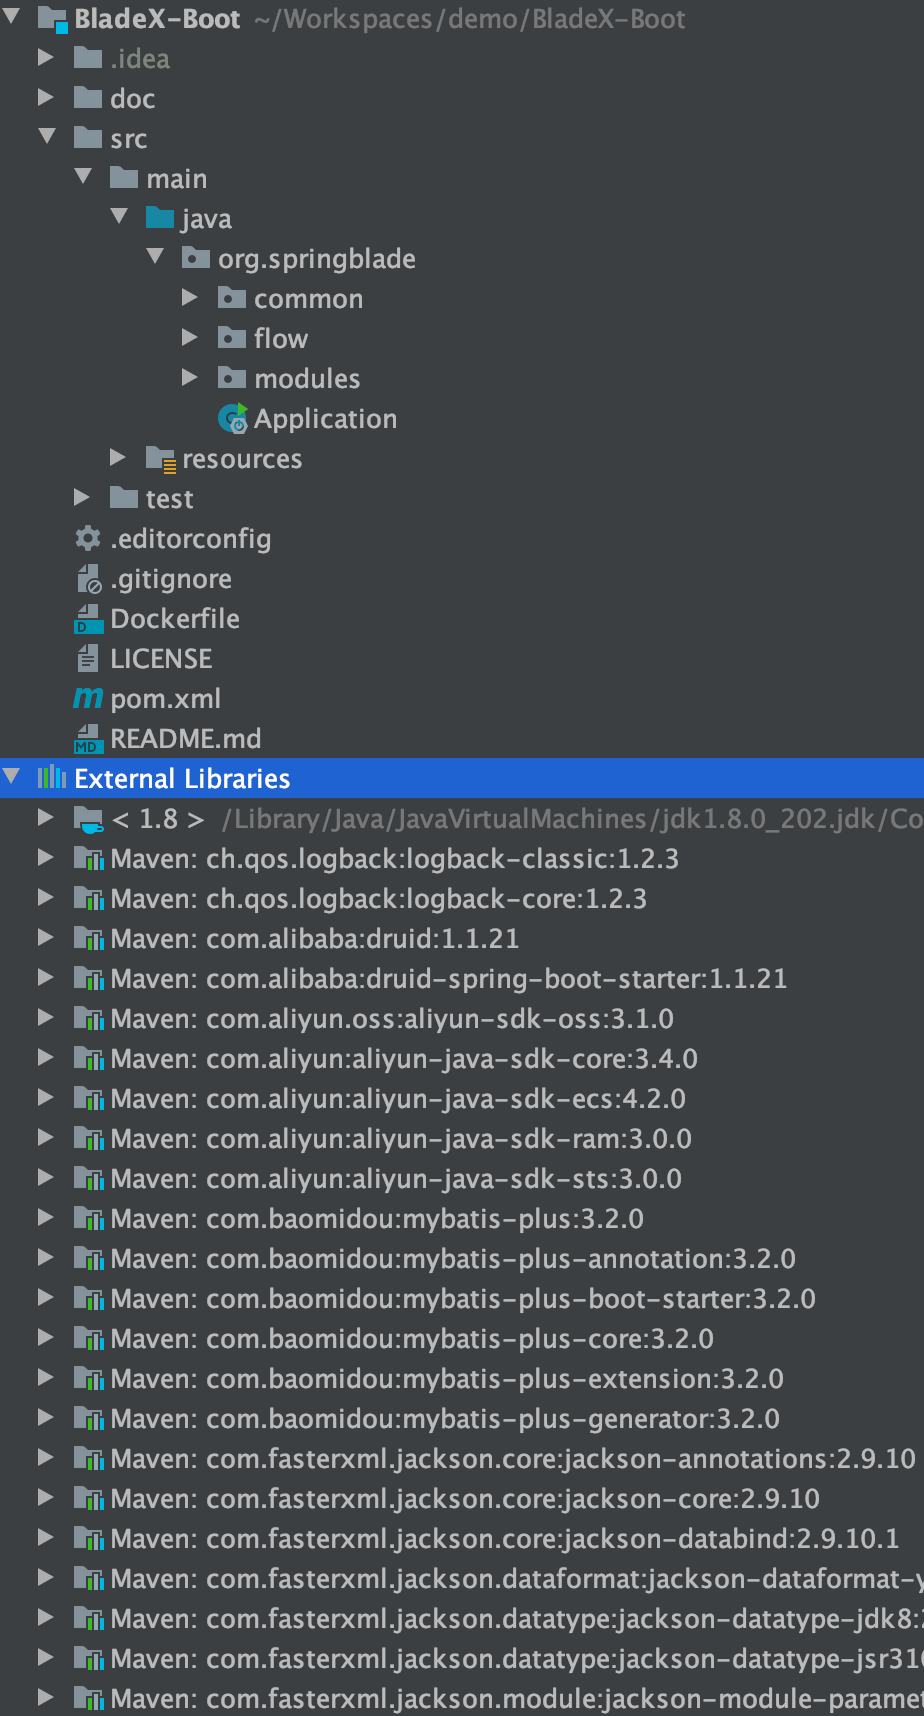 BladeX-Boot ~/Workspaces/demo/BladeX-Boot
.idea
doc
src
main
java
org.springblade
common
flow
modules
Application
resources
test
.editorconfig
.gitignore
Dockerfile
LICENSE
pom.xml
README.md
External Libraries
< 1.8 > /Library/Java/JavaVirtualMachines/jdk1.8.0_202.jdk/Co
Maven: ch.qos.logback:logback-classic:1.2.3
Maven: ch.qos.logback:logback-core:1.2.3
Maven: com.alibaba:druid:1.1.21
Maven: com.alibaba:druid-spring-boot-starter:1.1.21
Maven: com.aliyun.oss:aliyun-sdk-oss:3.1.0
Maven: com.aliyun:aliyun-java-sdk-core:3.4.0
Maven: com.aliyun:aliyun-java-sdk-ecs:4.2.0
Maven: com.aliyun:aliyun-java-sdk-ram:3.0.0
Maven: com.aliyun:aliyun-java-sdk-sts:3.0.0
Maven: com.baomidou:mybatis-plus:3.2.0
Maven: com.baomidou:mybatis-plus-annotation:3.2.0
Maven: com.baomidou:mybatis-plus-boot-starter:3.2.0
Maven: com.baomidou:mybatis-plus-core:3.2.0
Maven: com.baomidou:mybatis-plus-extension:3.2.0
Maven: com.baomidou:mybatis-plus-generator:3.2.0
Maven: com.fasterxml.jackson.core:jackson-annotations:2.9.10
Maven: com.fasterxml.jackson.core:jackson-core:2.9.10
Maven: com.fasterxml.jackson.core:jackson-databind:2.9.10.1
Maven: com.fasterxml.jackson.dataformat:jackson-dataformat-y
Maven: com.fasterxml.jackson.datatype:jackson-datatype-jdk8:2
Maven: com.fasterxml.jackson.datatype:jackson-datatype-jsr310
Maven: com.fasterxml.jackson.module:jackson-module-paramet